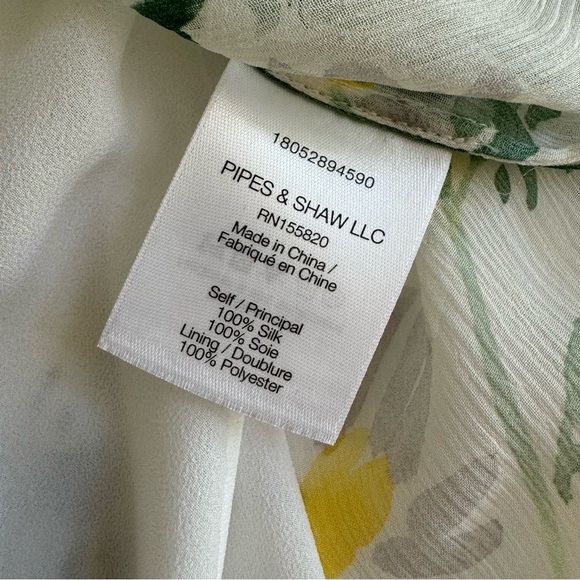 18052894590
PIPES & SHAW LLC
RN155820
Made in China /
Fabriqué en Chine
Self / Principal
100% Silk
100% Soie
Lining / Doublure
100% Polyester